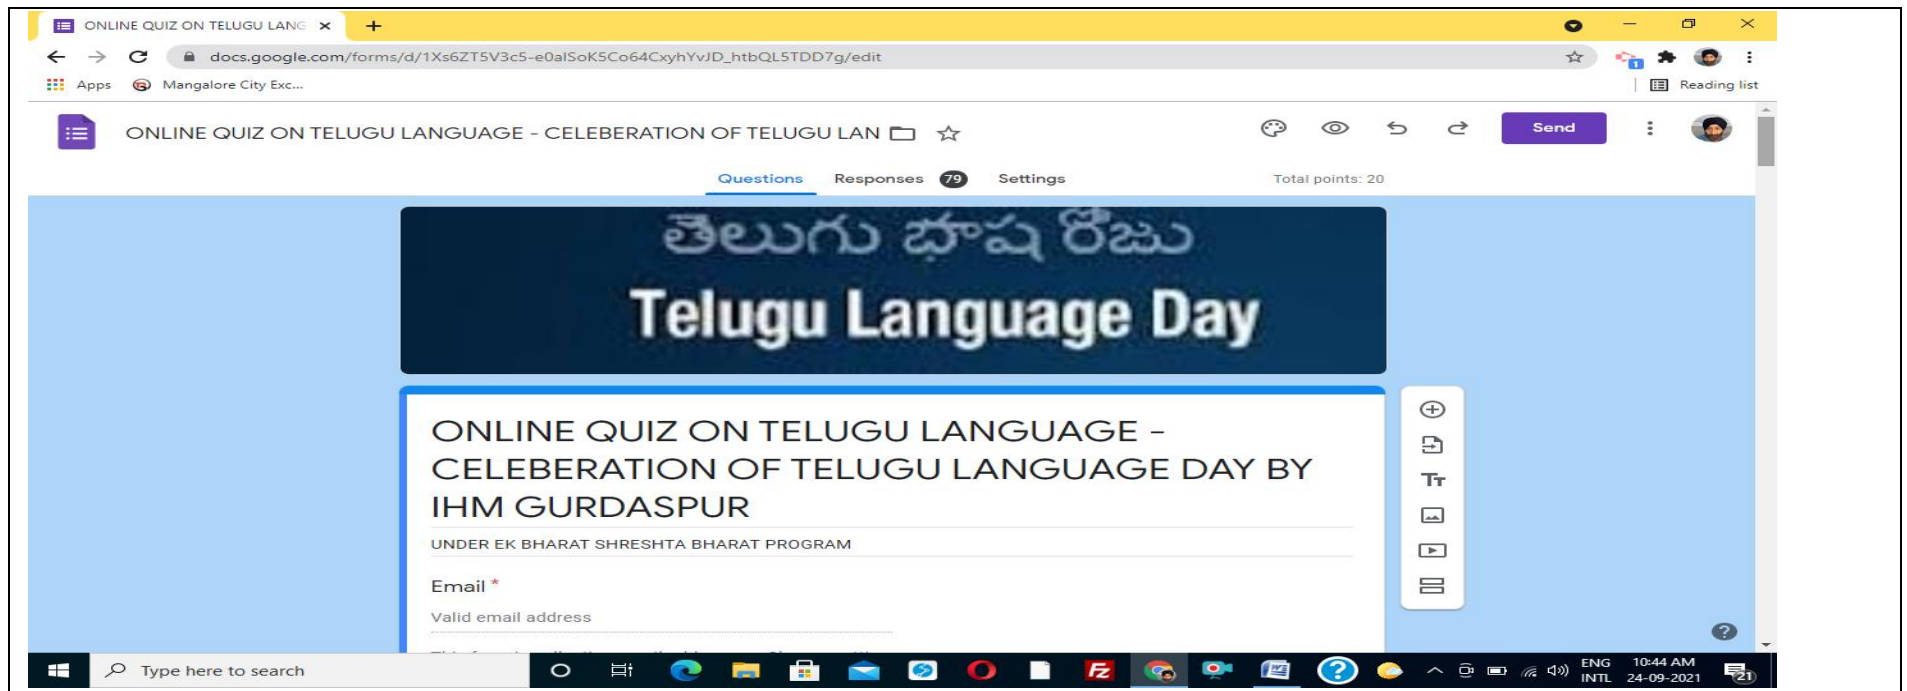 ONLINE QUIZ ON TELUGU LANG
docs.google.com/forms/d/1Xs6ZT5V3c5-e0alSoK5Co64CxyhYvJD_htbQL5TDD7g/edit
Apps Mangalore City Exc... Reading list
ONLINE QUIZ ON TELUGU LANGUAGE - CELEBERATION OF TELUGU LAN Send
Questions Responses 79 Settings Total points: 20
తెలుగు భాష రోజు
Telugu Language Day
ONLINE QUIZ ON TELUGU LANGUAGE -
CELEBERATION OF TELUGU LANGUAGE DAY BY
IHM GURDASPUR
UNDER EK BHARAT SHRESHTA BHARAT PROGRAM
Email *
Valid email address
Type here to search
ENG 10:44 AM
INTL 24-09-2021 21